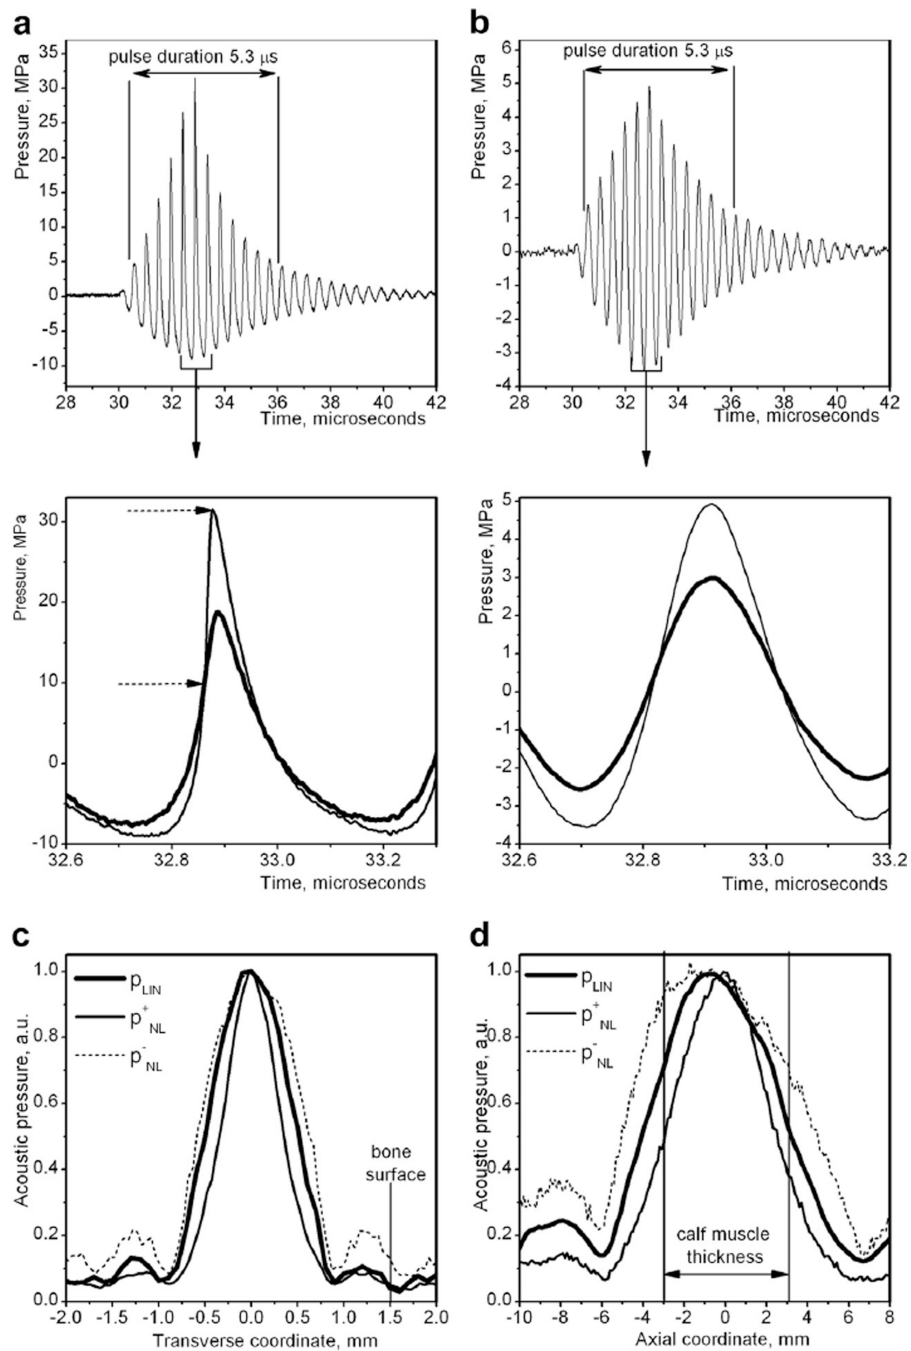 a
pulse duration 5.3 μs
Pressure, MPa
35
30
25
20
15
10
5
0
-5
-10
28 30 32 34 36 38 40 42
Time, microseconds
b
pulse duration 5.3 μs
Pressure, MPa
6
5
4
3
2
1
0
-1
-2
-3
-4
28 30 32 34 36 38 40 42
Time, microseconds
Pressure, MPa
30
20
10
0
-10
32.6 32.8 33.0 33.2
Time, microseconds
Pressure, MPa
5
4
3
2
1
0
-1
-2
-3
-4
32.6 32.8 33.0 33.2
Time, microseconds
c
p LIN
p+ NL
p- NL
bone
surface
Acoustic pressure, a.u.
1.0
0.8
0.6
0.4
0.2
0.0
-2.0 -1.5 -1.0 -0.5 0.0 0.5 1.0 1.5 2.0
Transverse coordinate, mm
d
p LIN
p+ NL
p- NL
calf muscle
thickness
Acoustic pressure, a.u.
1.0
0.8
0.6
0.4
0.2
0.0
-10 -8 -6 -4 -2 0 2 4 6 8
Axial coordinate, mm